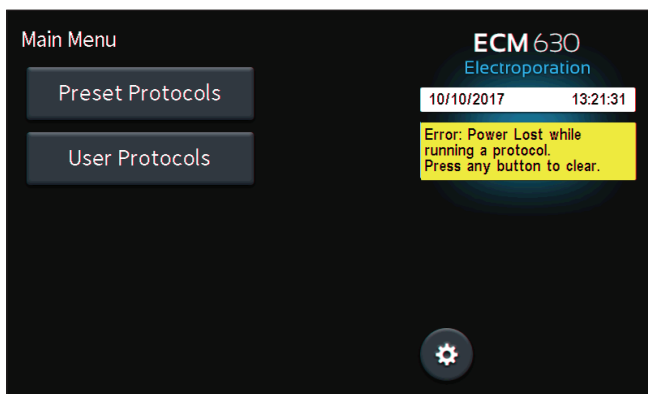 Main Menu
Preset Protocols
User Protocols
ECM 630
Electroporation
10/10/2017 13:21:31
Error: Power Lost while
running a protocol.
Press any button to clear.